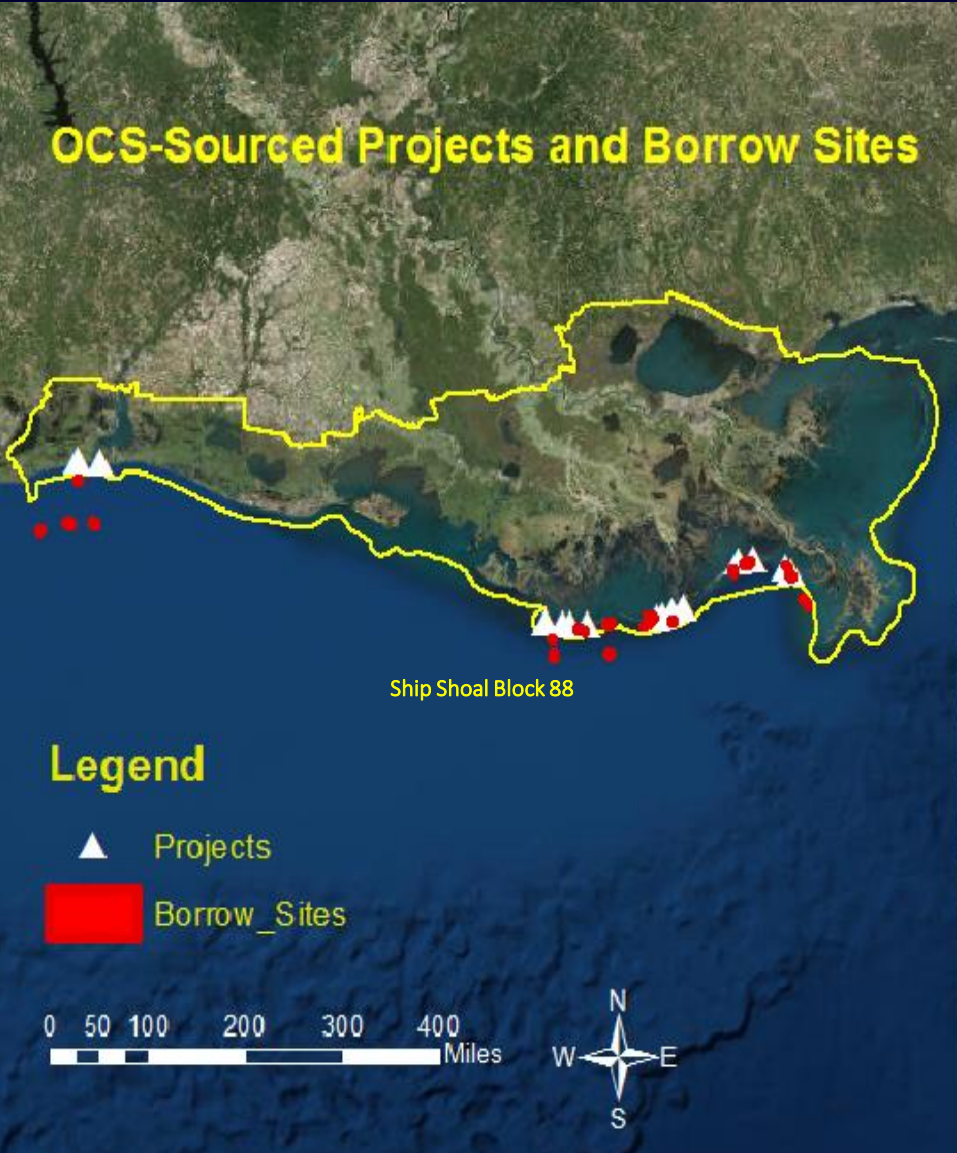 OCS-Sourced Projects and Borrow Sites
Ship Shoal Block 88
Legend
Projects
Borrow_Sites
0 50 100 200 300 400
Miles
N
W E
S